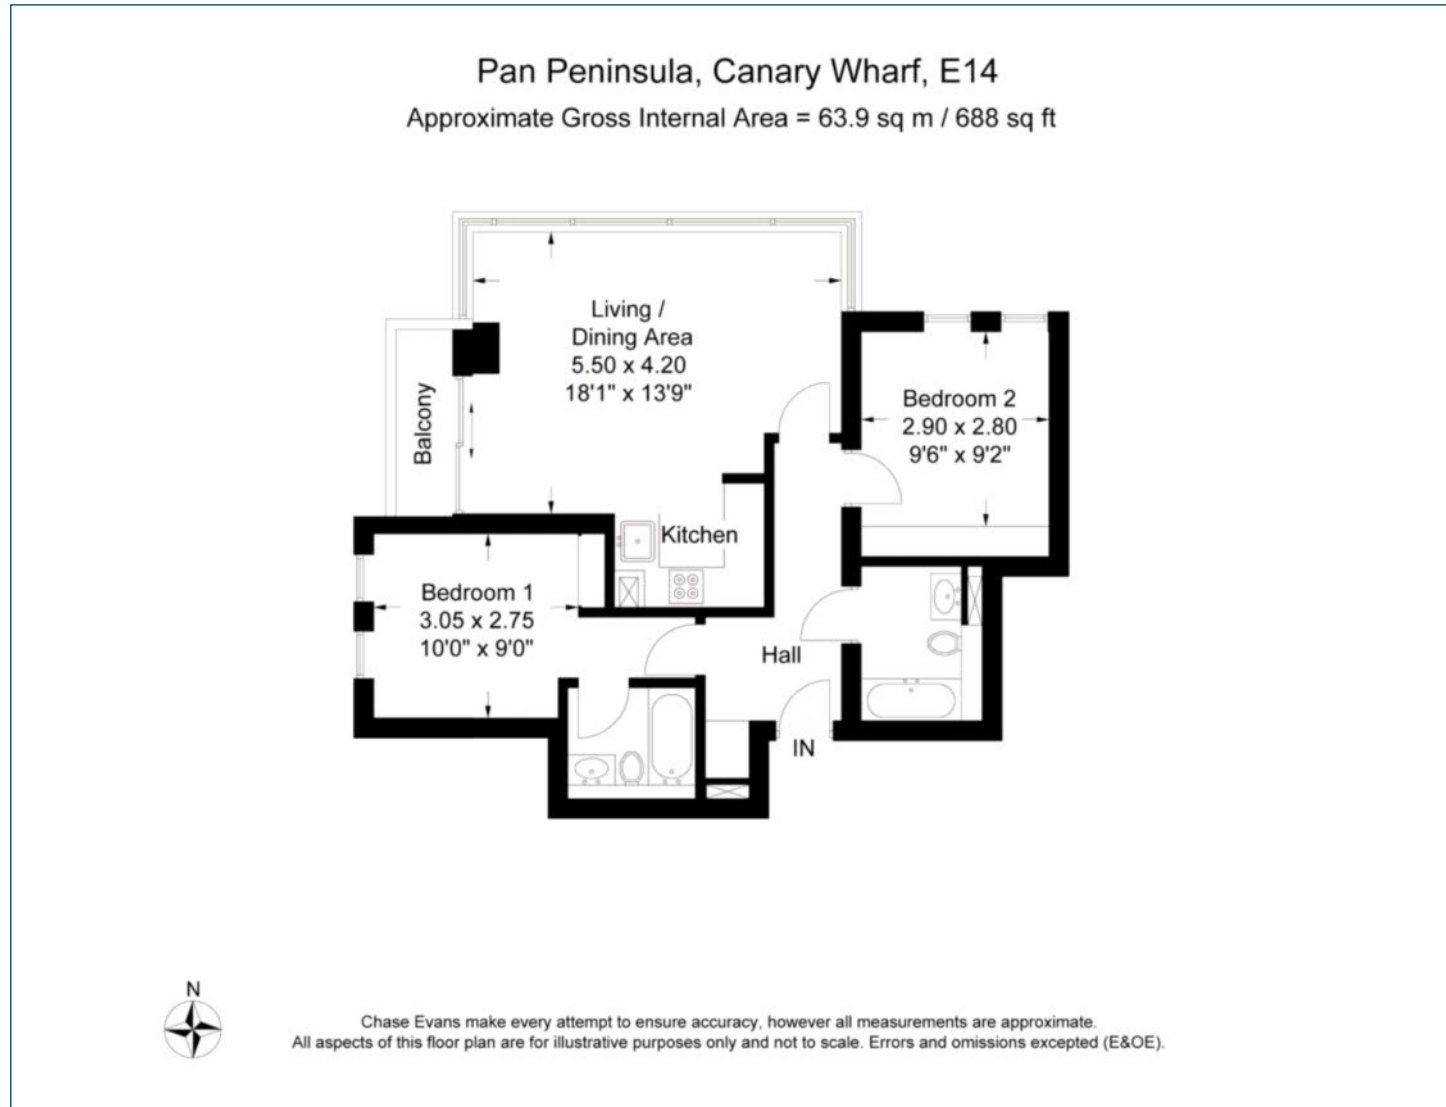 Pan Peninsula, Canary Wharf, E14
Approximate Gross Internal Area = 63.9 sq m / 688 sq ft
Living /
Dining Area
5.50 x 4.20
18'1" x 13'9"
Balcony
Bedroom 2
2.90 x 2.80
9'6" x 9'2"
Kitchen
Bedroom 1
3.05 x 2.75
10'0" x 9'0"
Hall
IN
N
Chase Evans make every attempt to ensure accuracy, however all measurements are approximate.
All aspects of this floor plan are for illustrative purposes only and not to scale. Errors and omissions excepted (E&OE).